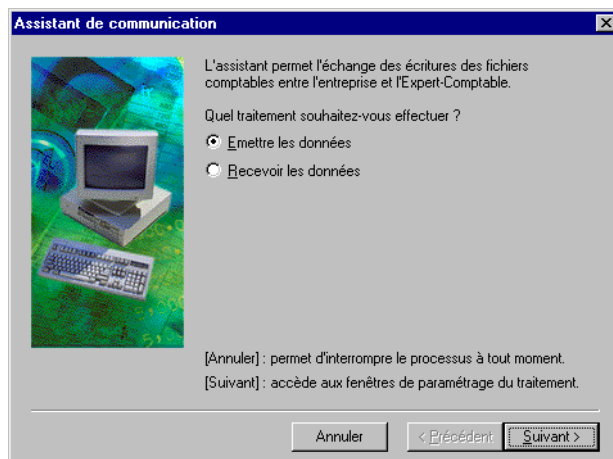 Assistant de communication
L'assistant permet l'échange des écritures des fichiers
comptables entre l'entreprise et l'Expert-Comptable.
Quel traitement souhaitez-vous effectuer ?
Emettre les données
Recevoir les données
[Annuler] : permet d'interrompre le processus à tout moment.
[Suivant] : accède aux fenêtres de paramétrage du traitement.
Annuler
< Précédent
Suivant >